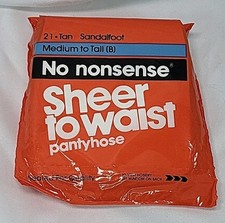 21 • Tan Sandalfoot
Medium to Tall (B)
No nonsense®
Sheer
to waist
pantyhose